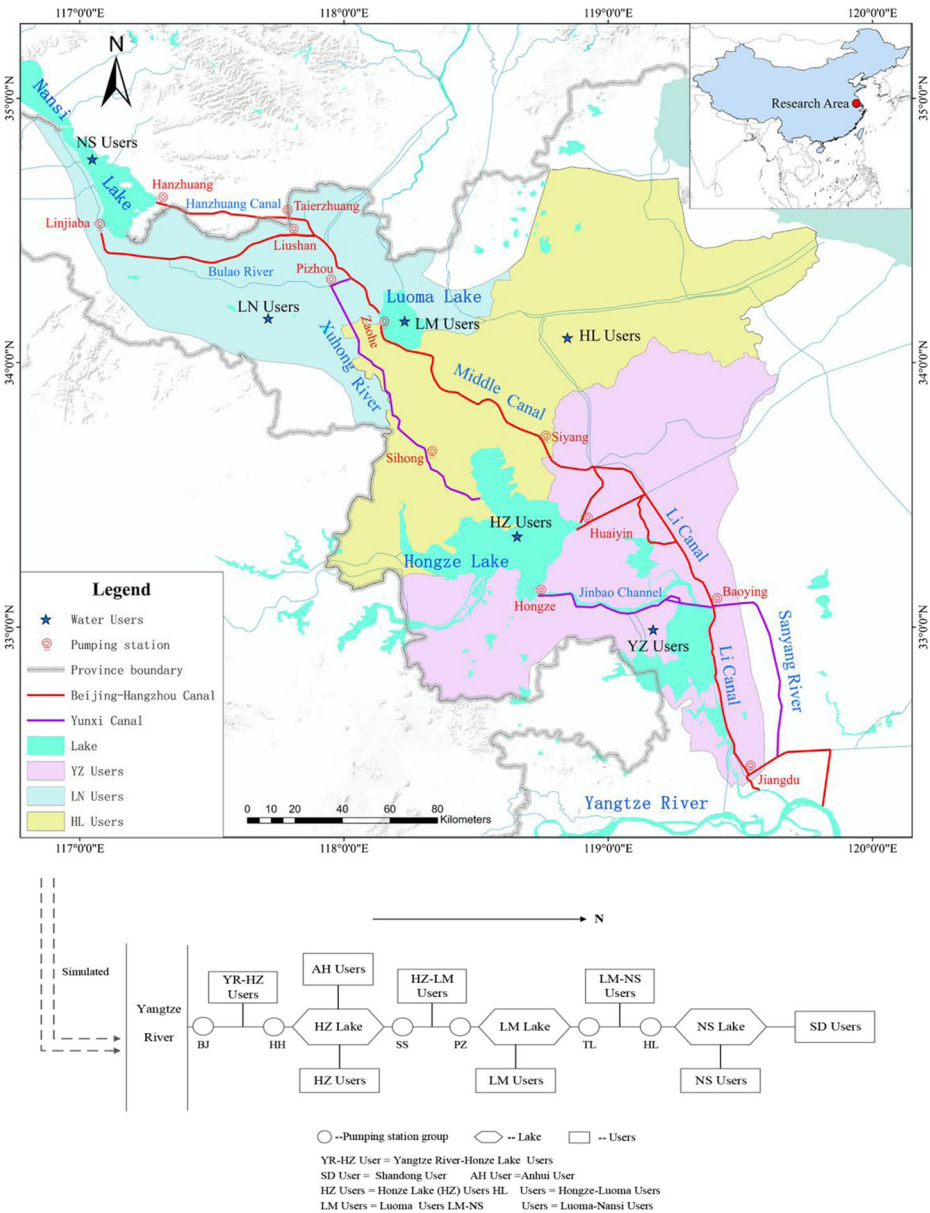 117°0'0"E 118°0'0"E 119°0'0"E 120°0'0"E
N
35°0'0"N
35°0'0"N
Research Area
Nansi
Lake
NS Users
Hanzhuang
Hanzhuang Canal
Taierzhuang
Linjiaba
Liushan
Bulao River
Pizhou
Luoma Lake
LN Users
LM Users
Zaohe
Xuhong River
HL Users
34°0'0"N
34°0'0"N
Middle Canal
Siyang
Sihong
HZ Users
Li Canal
Huaiyin
Hongze Lake
Jinbao Channel
Baoying
Hongze
33°0'0"N
33°0'0"N
YZ Users
Li Canal
Sanyang River
Jiangdu
Yangtze River
Legend
Water Users
Pumping station
Province boundary
Beijing-Hangzhou Canal
Yunxi Canal
Lake
YZ Users
LN Users
HL Users
0 10 20 40 60 80
Kilometers
117°0'0"E 118°0'0"E 119°0'0"E 120°0'0"E
N
Simulated
Yangtze
River
YR-HZ
Users
AH Users
HZ-LM
Users
LM-NS
Users
HZ Lake
LM Lake
NS Lake
SD Users
BJ HH SS PZ TL HL
HZ Users
LM Users
NS Users
--Pumping station group -- Lake -- Users
YR-HZ User = Yangtze River-Honze Lake Users
SD User = Shandong User AH User =Anhui User
HZ Users = Honze Lake (HZ) Users HL Users = Hongze-Luoma Users
LM Users = Luoma Users LM-NS Users = Luoma-Nansi Users